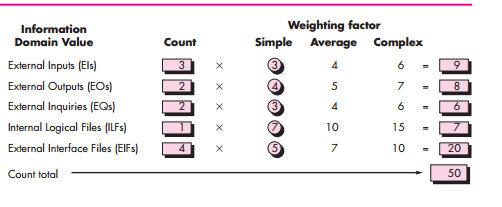 Information Weighting factor
Domain Value Count Simple Average Complex
External Inputs (EIs) 3 × 3 4 6 = 9
External Outputs (EOs) 2 × 4 5 7 = 8
External Inquiries (EQs) 2 × 3 4 6 = 6
Internal Logical Files (ILFs) 1 × 7 10 15 = 7
External Interface Files (EIFs) 4 × 5 7 10 = 20
Count total 50